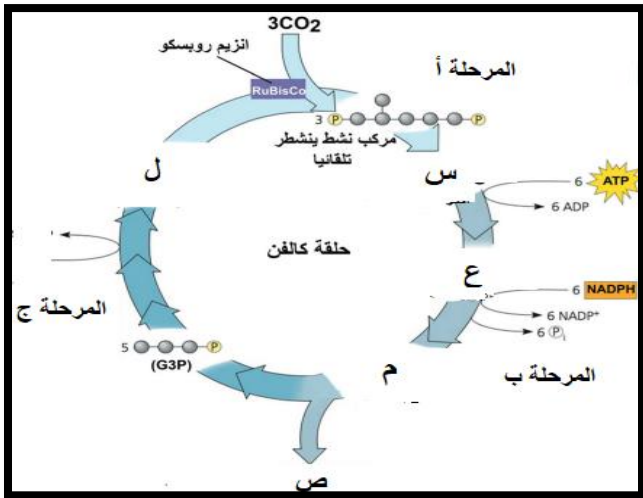 3CO2
انزيم روبسكو
المرحلة أ
RuBisCo
3 P P
مركب نشط ينشطر
تلقائيا
ل
س
6 ATP
6 ADP
حلقة كالفن
ع
6 NADPH
6 NADP+
6 Pi
المرحلة ج
المرحلة ب
5 P
(G3P)
م
ص